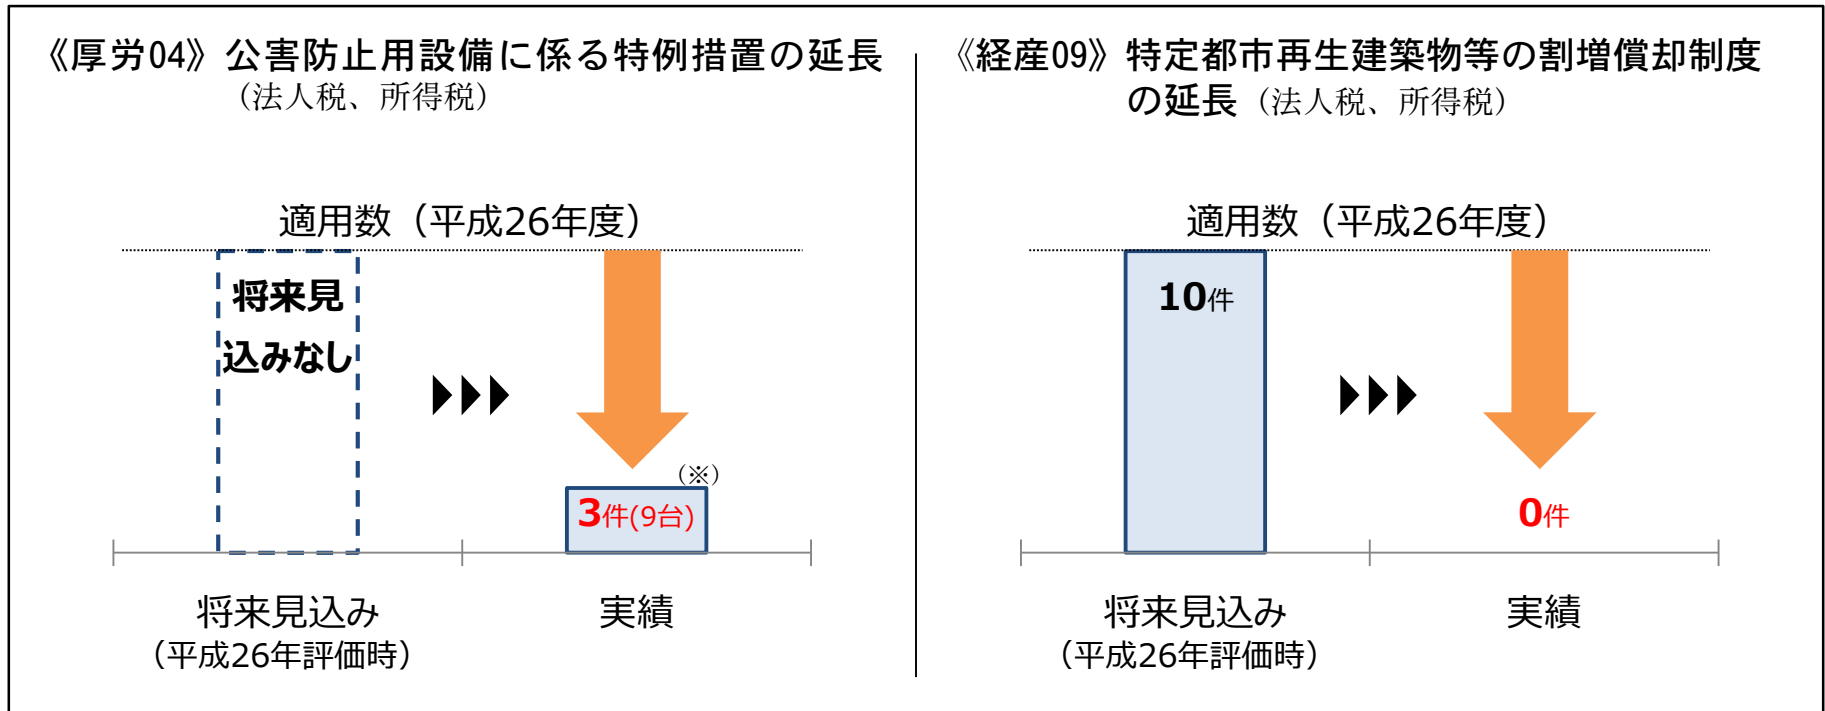 《厚労04》公害防止用設備に係る特例措置の延長
（法人税、所得税）
適用数（平成26年度）
将来見
込みなし
（※）
3件(9台)
将来見込み
（平成26年評価時）
実績
《経産09》特定都市再生建築物等の割増償却制度
の延長（法人税、所得税）
適用数（平成26年度）
10件
0件
将来見込み
（平成26年評価時）
実績